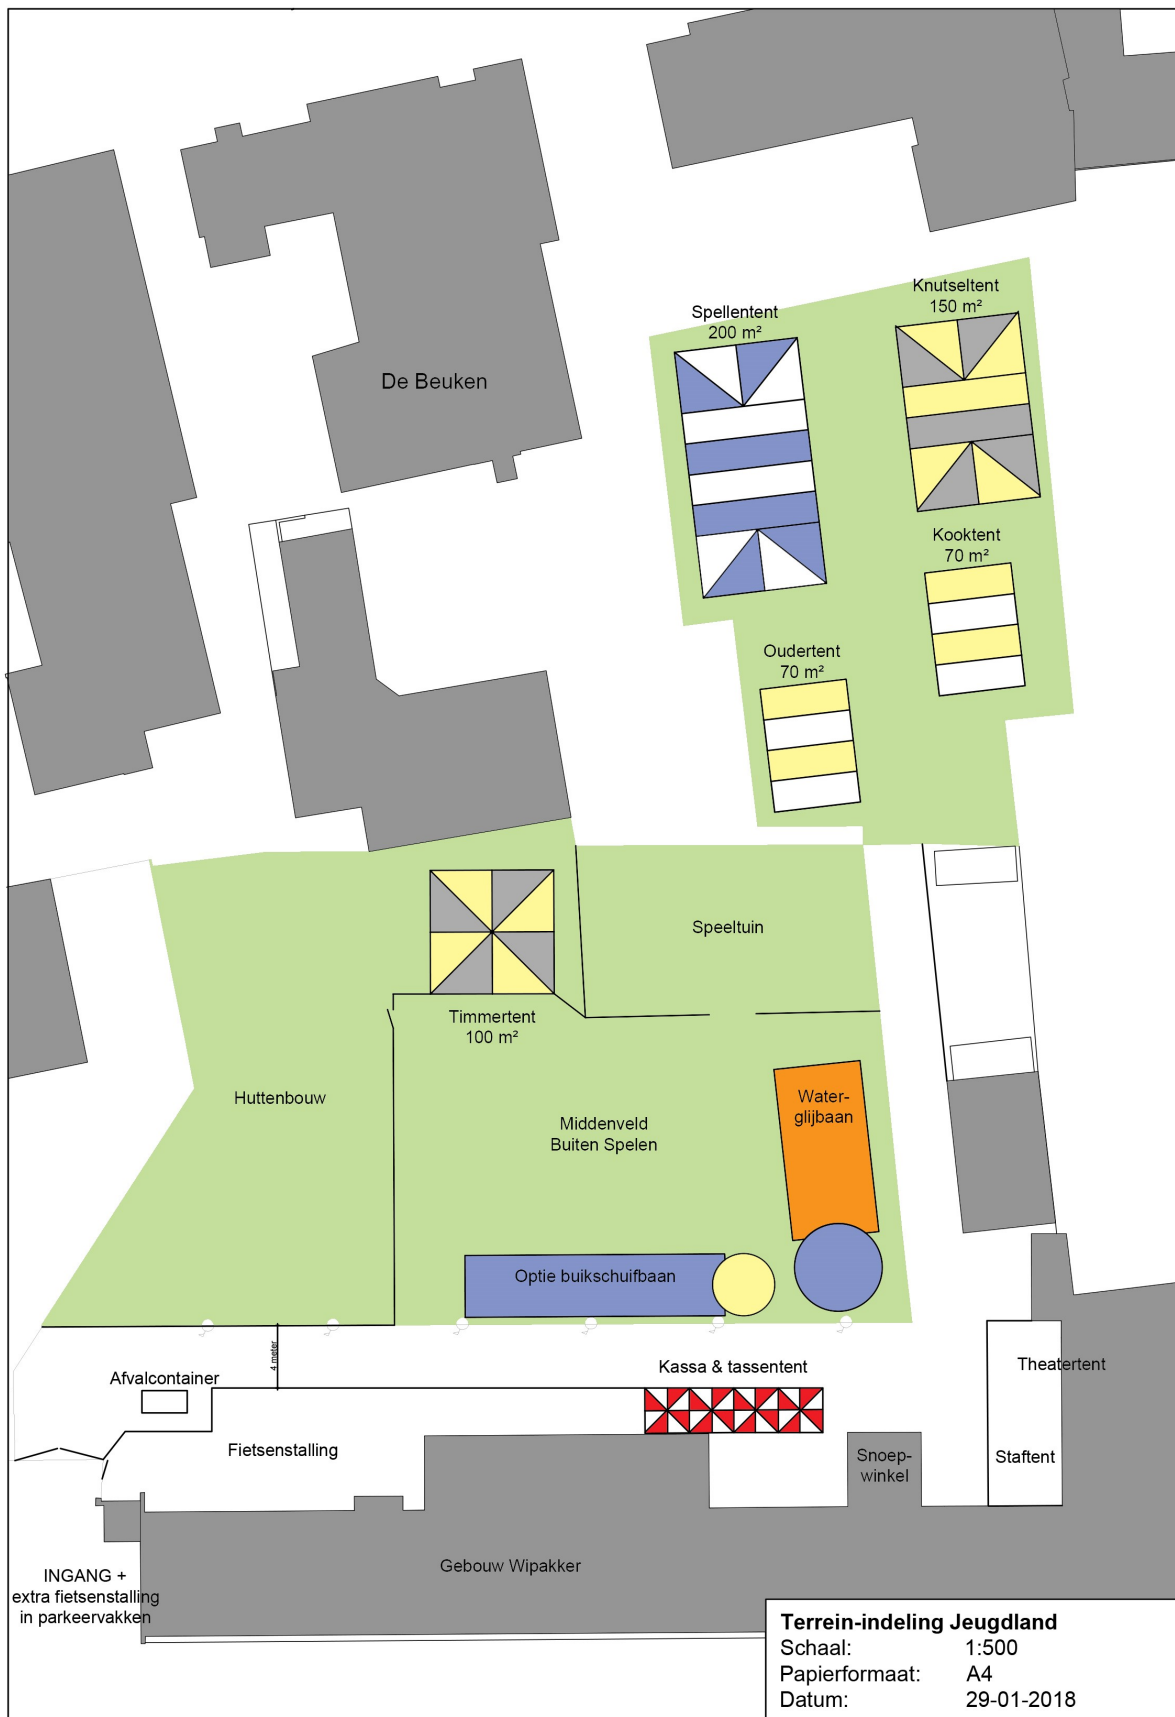 Knutseltent
150 m²
Spellentent
200 m²
De Beuken
Kooktent
70 m²
Oudertent
70 m²
Speeltuin
Timmertent
100 m²
Huttenbouw
Water-
glijbaan
Middenveld
Buiten Spelen
Optie buikschuifbaan
4 meter
Kassa & tassentent
Theatertent
Afvalcontainer
Fietsenstalling
Snoep-
winkel
Staftent
Gebouw Wipakker
INGANG +
extra fietsenstalling
in parkeervakken
Terrein-indeling Jeugdland
Schaal: 1:500
Papierformaat: A4
Datum: 29-01-2018